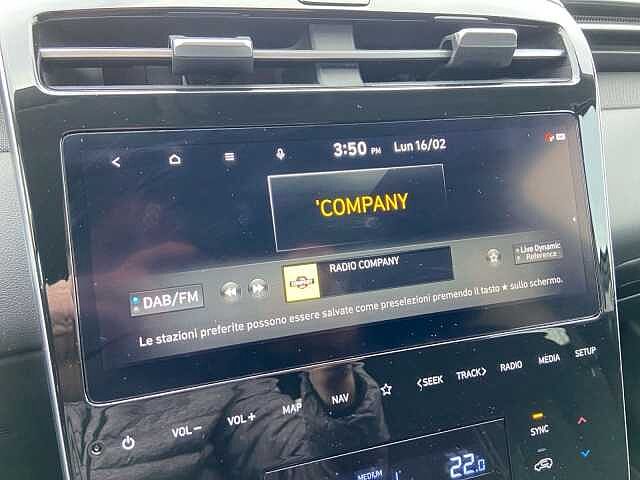 3:50 PM Lun 16/02
'COMPANY
RADIO COMPANY
Live Dynamic
Reference
DAB/FM
Le stazioni preferite possono essere salvate come preselezioni premendo il tasto ★ sullo schermo.
VOL− VOL+ MAP NAV ☆ <SEEK TRACK> RADIO MEDIA SETUP
SYNC
MEDIUM
22.0